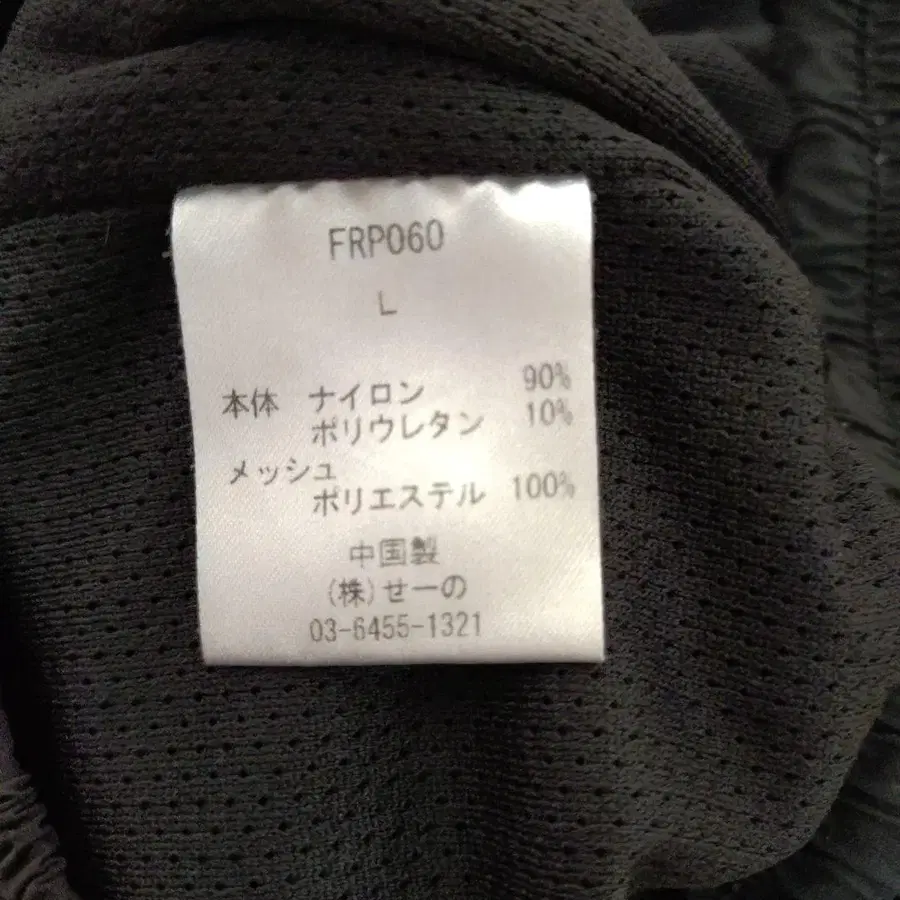 FRP060
L
本体 ナイロン 90%
ポリウレタン 10%
メッシュ
ポリエステル 100%
中国製
(株)せーの
03-6455-1321